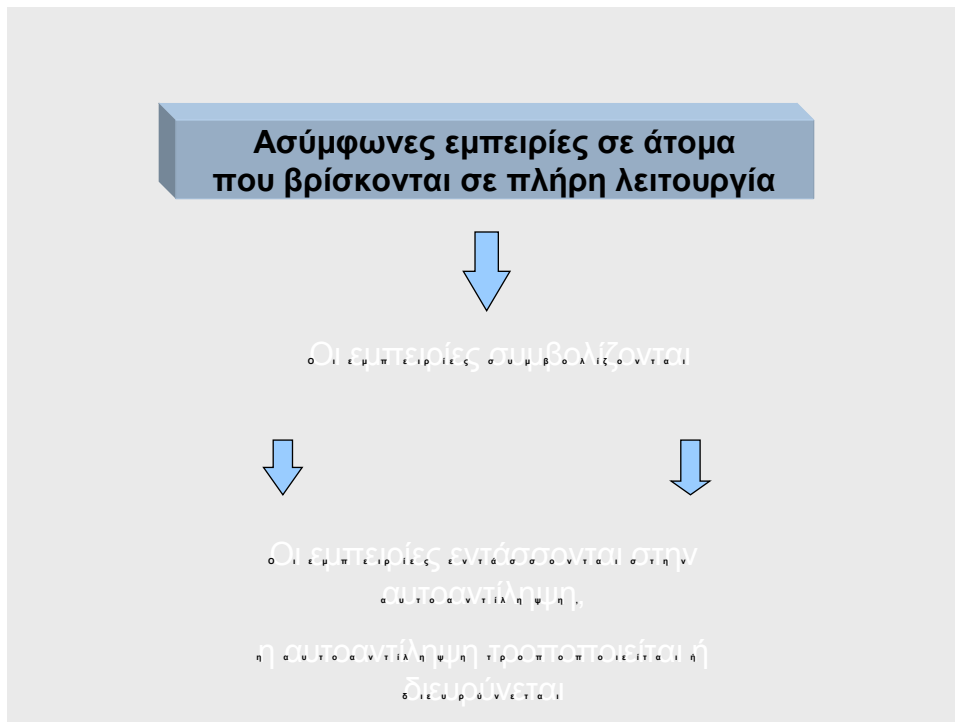 Ασύμφωνες εμπειρίες σε άτομα
που βρίσκονται σε πλήρη λειτουργία
Οι εμπειρίες συμβολίζονται
Οι εμπειρίες εντάσσονται στην
αυτοαντίληψη,
η αυτοαντίληψη τροποποιείται ή
διευρύνεται